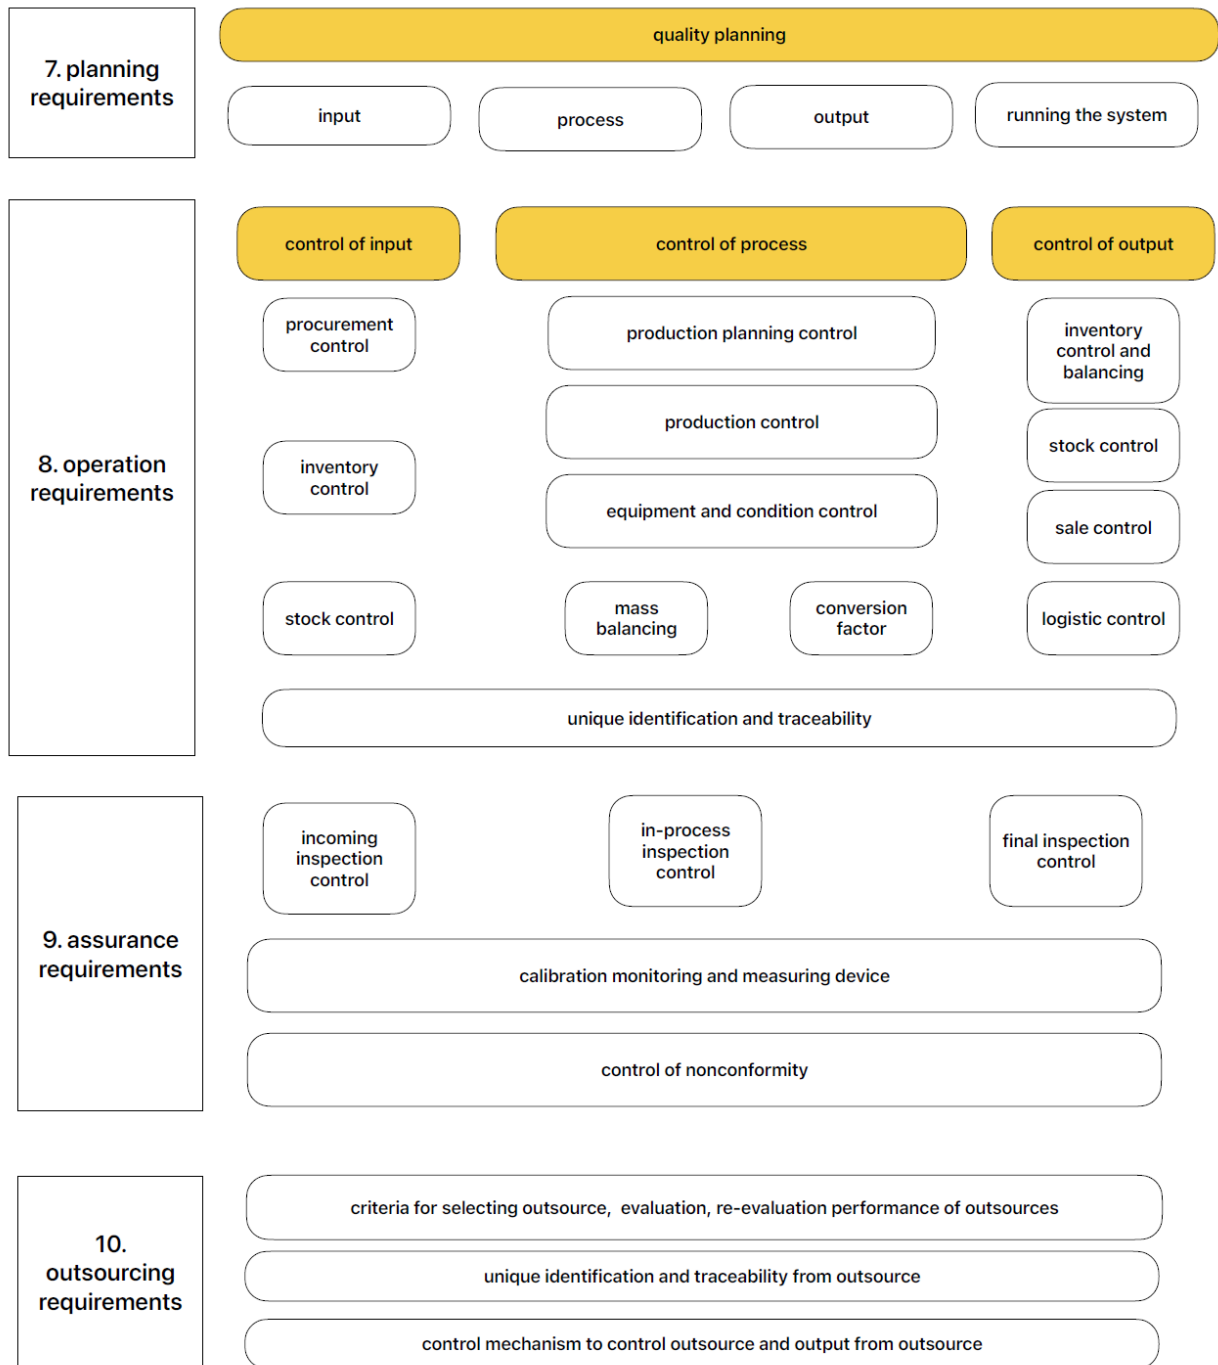 7. planning
requirements
quality planning
input
process
output
running the system
8. operation
requirements
control of input
control of process
control of output
procurement
control
production planning control
inventory
control and
balancing
production control
stock control
inventory
control
equipment and condition control
sale control
stock control
mass
balancing
conversion
factor
logistic control
unique identification and traceability
9. assurance
requirements
incoming
inspection
control
in-process
inspection
control
final inspection
control
calibration monitoring and measuring device
control of nonconformity
10.
outsourcing
requirements
criteria for selecting outsource,  evaluation, re-evaluation performance of outsources
unique identification and traceability from outsource
control mechanism to control outsource and output from outsource